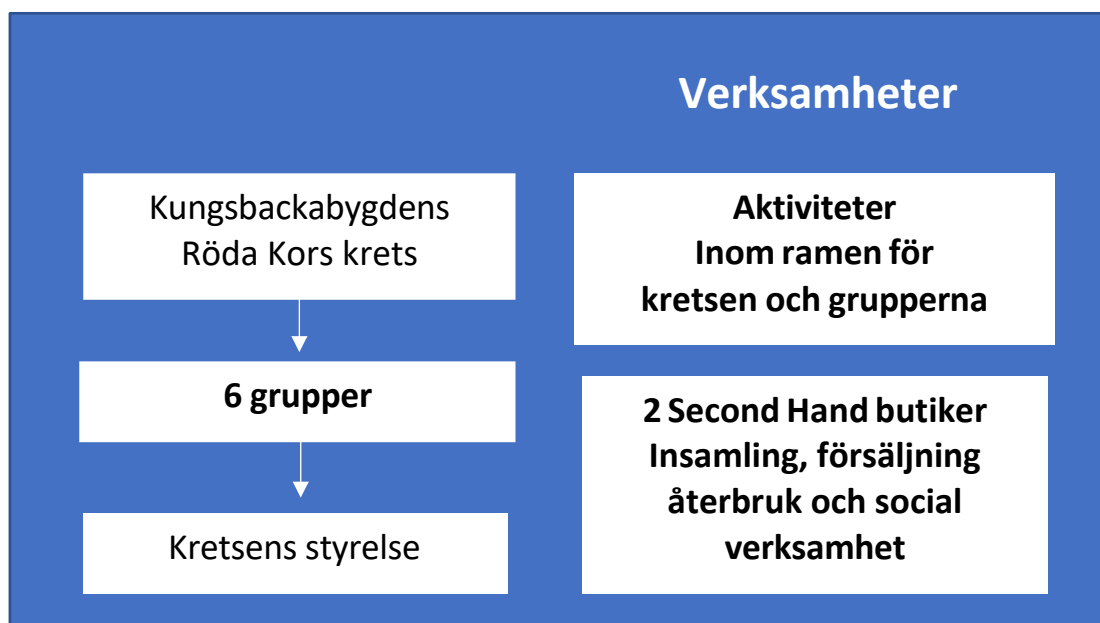 Verksamheter
Kungsbackabygdens
Röda Kors krets
6 grupper
Kretsens styrelse
Aktiviteter
Inom ramen för
kretsen och grupperna
2 Second Hand butiker
Insamling, försäljning
återbruk och social
verksamhet